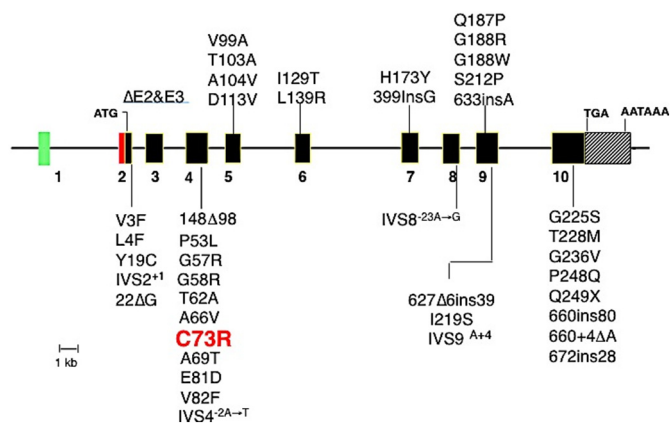 V99A
T103A
A104V
D113V
ΔE2&E3
I129T
L139R
H173Y
399InsG
Q187P
G188R
G188W
S212P
633insA
ATG
TGA
AATAAA
1
2
3
4
5
6
7
8
9
10
V3F
L4F
Y19C
IVS2+1
22ΔG
148Δ98
P53L
G57R
G58R
T62A
A66V
C73R
A69T
E81D
V82F
IVS4-2A→T
IVS8-23A→G
627Δ6ins39
I219S
IVS9 A+4
G225S
T228M
G236V
P248Q
Q249X
660ins80
660+4ΔA
672ins28
1 kb